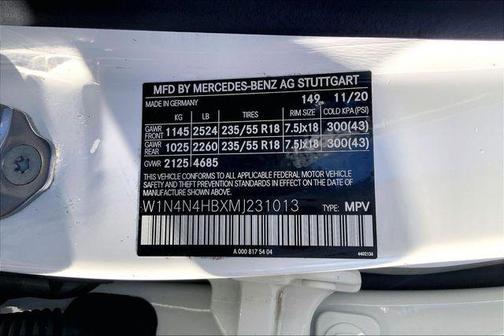 MFD BY MERCEDES-BENZ AG STUTTGART
MADE IN GERMANY 149 11/20
KG LB TIRES RIM SIZE COLD KPA (PSI)
GAWR FRONT 1145 2524 235/55 R18 7.5Jx18 300(43)
GAWR REAR 1025 2260 235/55 R18 7.5Jx18 300(43)
GVWR 2125 4685
THIS VEHICLE CONFORMS TO ALL APPLICABLE FEDERAL MOTOR VEHICLE
SAFETY AND THEFT PREVENTION STANDARDS IN EFFECT ON
THE DATE OF MANUFACTURE SHOWN ABOVE.
W1N4N4HBXMJ231013 TYPE: MPV
A 000 817 54 04